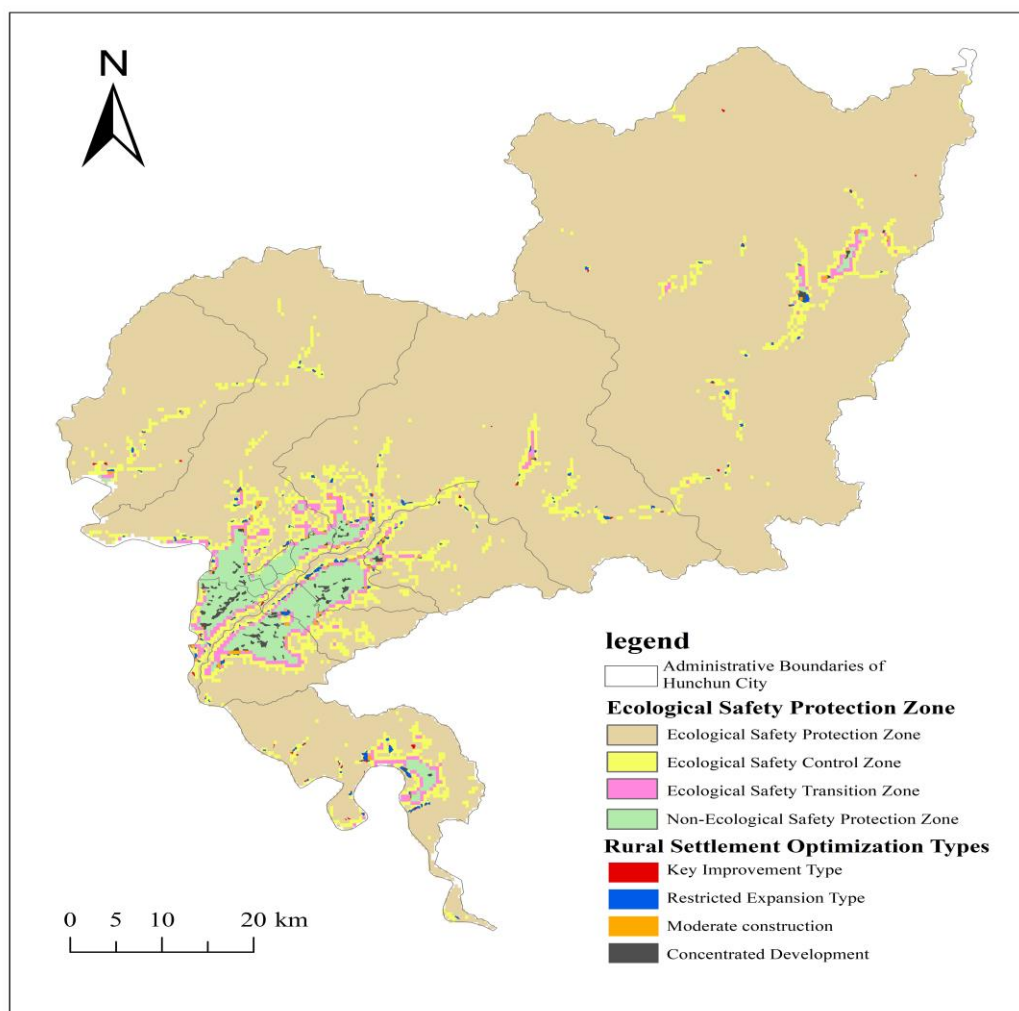 N
legend
Administrative Boundaries of
Hunchun City
Ecological Safety Protection Zone
Ecological Safety Protection Zone
Ecological Safety Control Zone
Ecological Safety Transition Zone
Non-Ecological Safety Protection Zone
Rural Settlement Optimization Types
Key Improvement Type
Restricted Expansion Type
Moderate construction
Concentrated Development
0 5 10 20 km